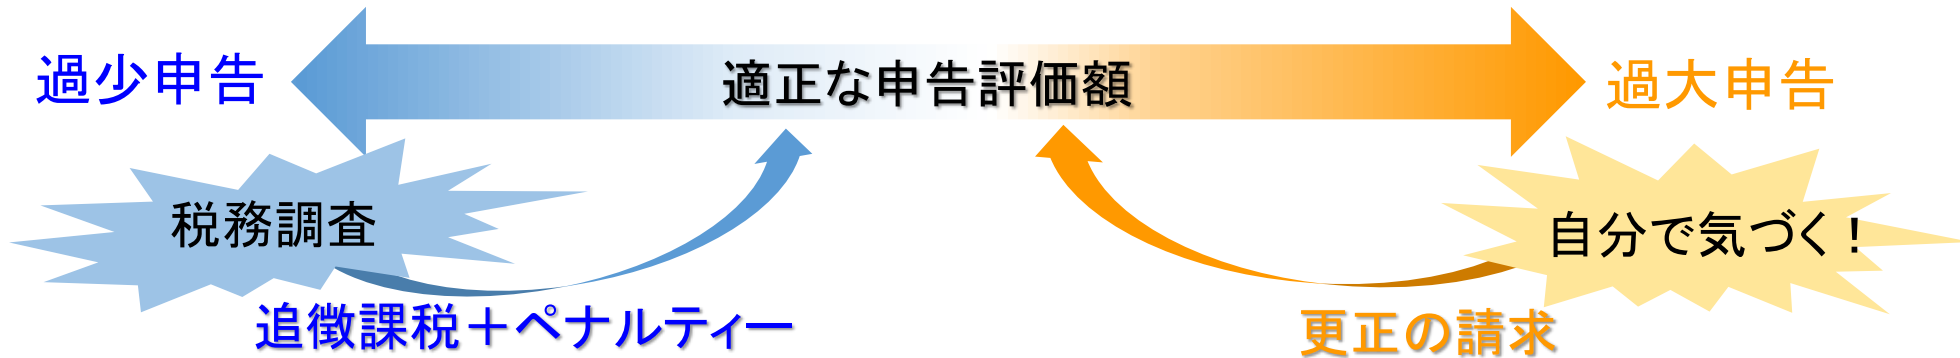 過少申告
適正な申告評価額
過大申告
税務調査
自分で気づく！
追徴課税＋ペナルティー
更正の請求